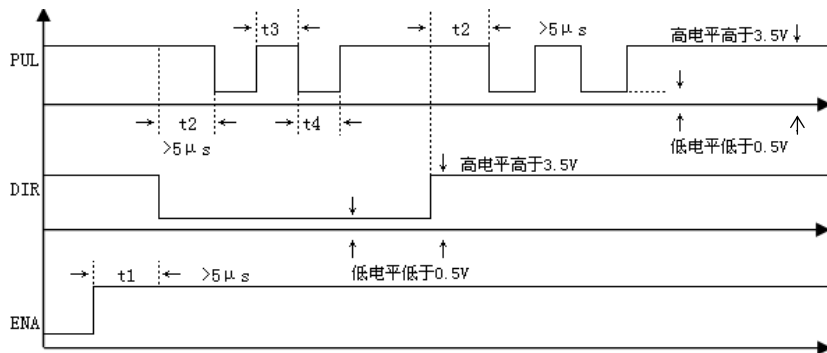 t3
t2
>5μs
高电平高于3.5V
PUL
t2
t4
>5μs
低电平低于0.5V
高电平高于3.5V
DIR
t1
>5μs
低电平低于0.5V
ENA